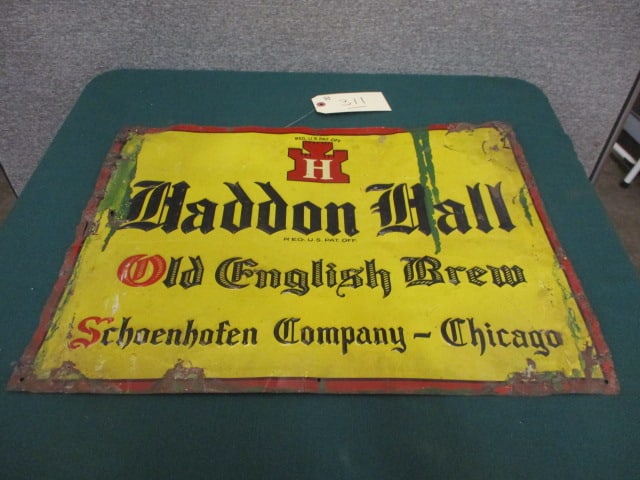 311
REG. U.S. PAT. OFF.
H
Haddon Hall
REG. U.S. PAT. OFF.
Old English Brew
Schoenhofen Company - Chicago